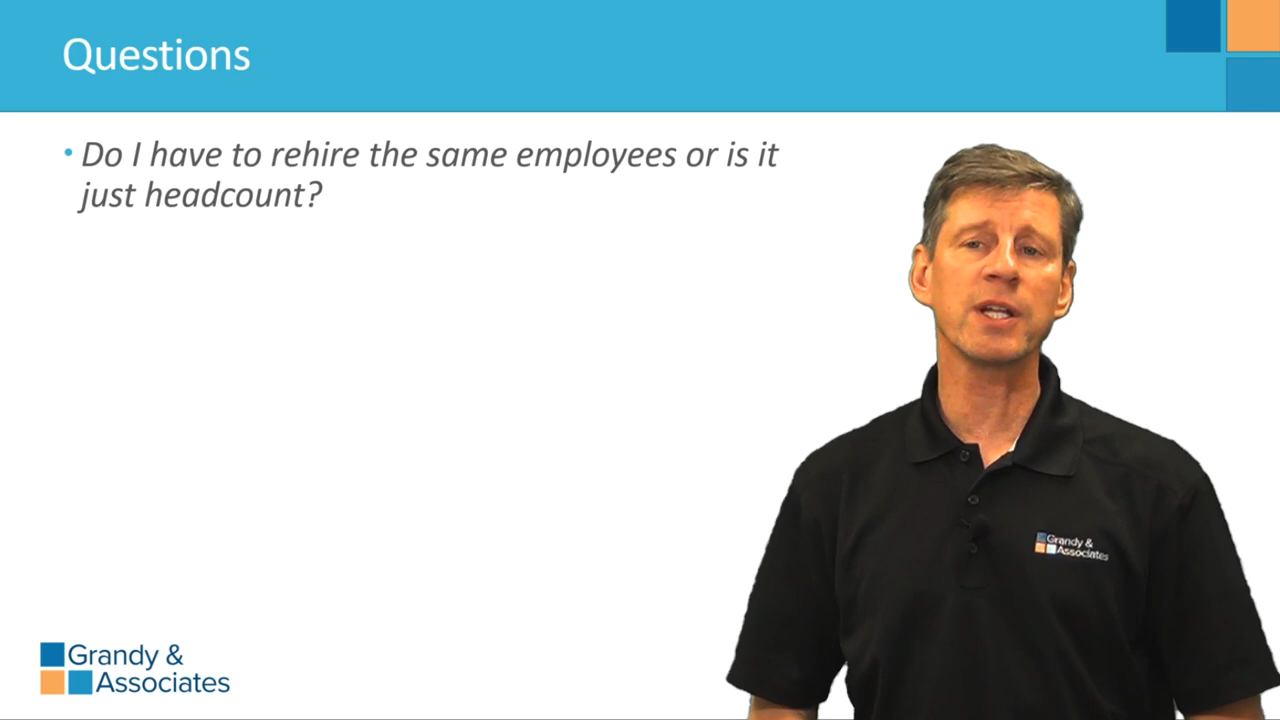 Questions
• Do I have to rehire the same employees or is it
just headcount?
Grandy &
Associates
Grandy &
Associates